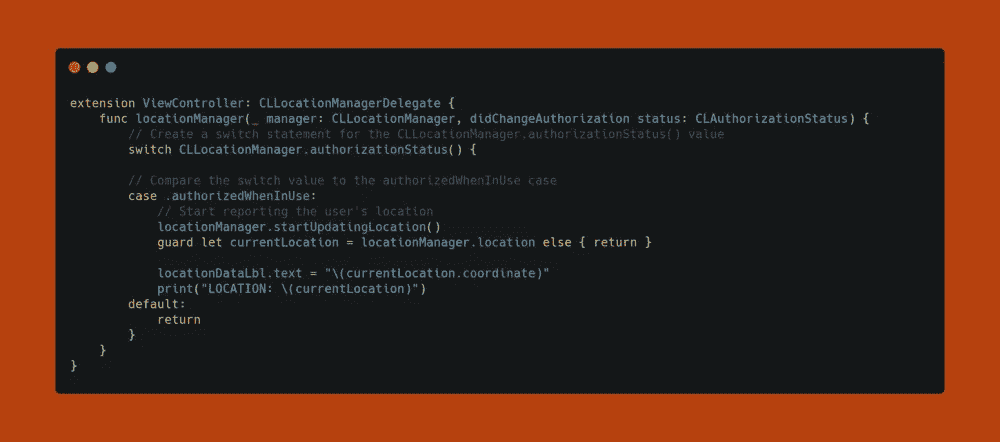 extension ViewController: CLLocationManagerDelegate {
    func locationManager(_ manager: CLLocationManager, didChangeAuthorization status: CLAuthorizationStatus) {
        // Create a switch statement for the CLLocationManager.authorizationStatus() value
        switch CLLocationManager.authorizationStatus() {
        // Compare the switch value to the authorizedWhenInUse case
        case .authorizedWhenInUse:
            // Start reporting the user's location
            locationManager.startUpdatingLocation()
            guard let currentLocation = locationManager.location else { return }
            locationDataLbl.text = "\(currentLocation.coordinate)"
            print("LOCATION: \(currentLocation)")
        default:
            return
        }
    }
}